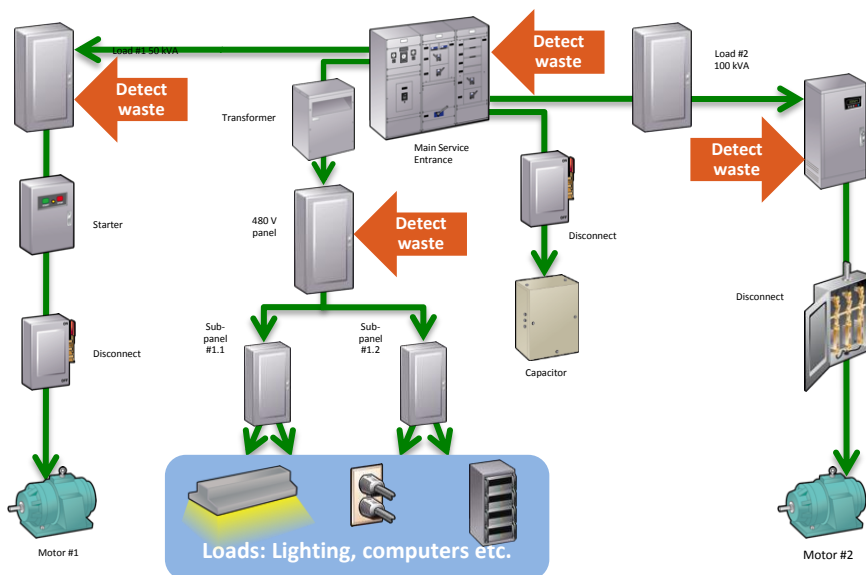 Load #1 50 kVA
Detect
waste
Load #2
100 kVA
Detect
waste
Transformer
Main Service
Entrance
Detect
waste
Starter
480 V
panel
Detect
waste
Disconnect
Disconnect
Disconnect
Sub-
panel
#1.1
Sub-
panel
#1.2
Capacitor
Loads: Lighting, computers etc.
Motor #1
Motor #2